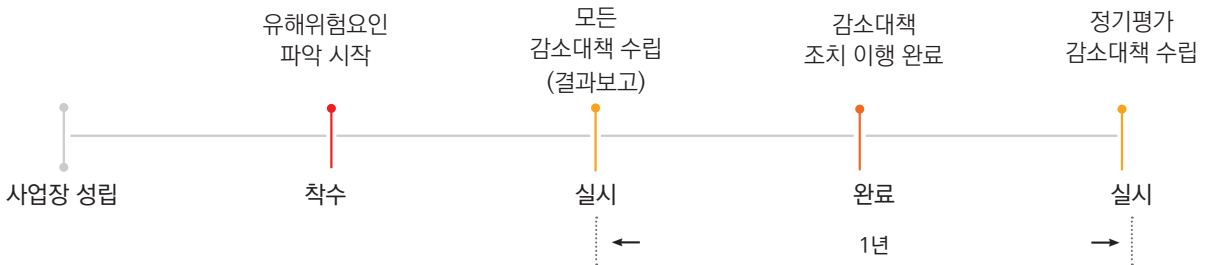 유해위험요인
파악 시작
모든
감소대책 수립
(결과보고)
감소대책
조치 이행 완료
정기평가
감소대책 수립
사업장 성립
착수
실시
완료
실시
1년